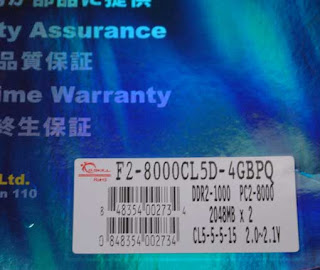 部品に提供
ty Assurance
品質保証
ime Warranty
終生保証
Ltd.
n 110
F2-8000CL5D-4GBPQ
DDR2-1000 PC2-8000
8 48354 00273 4
2048MB x 2
CL5-5-5-15 2.0~2.1V
0 848354 002734